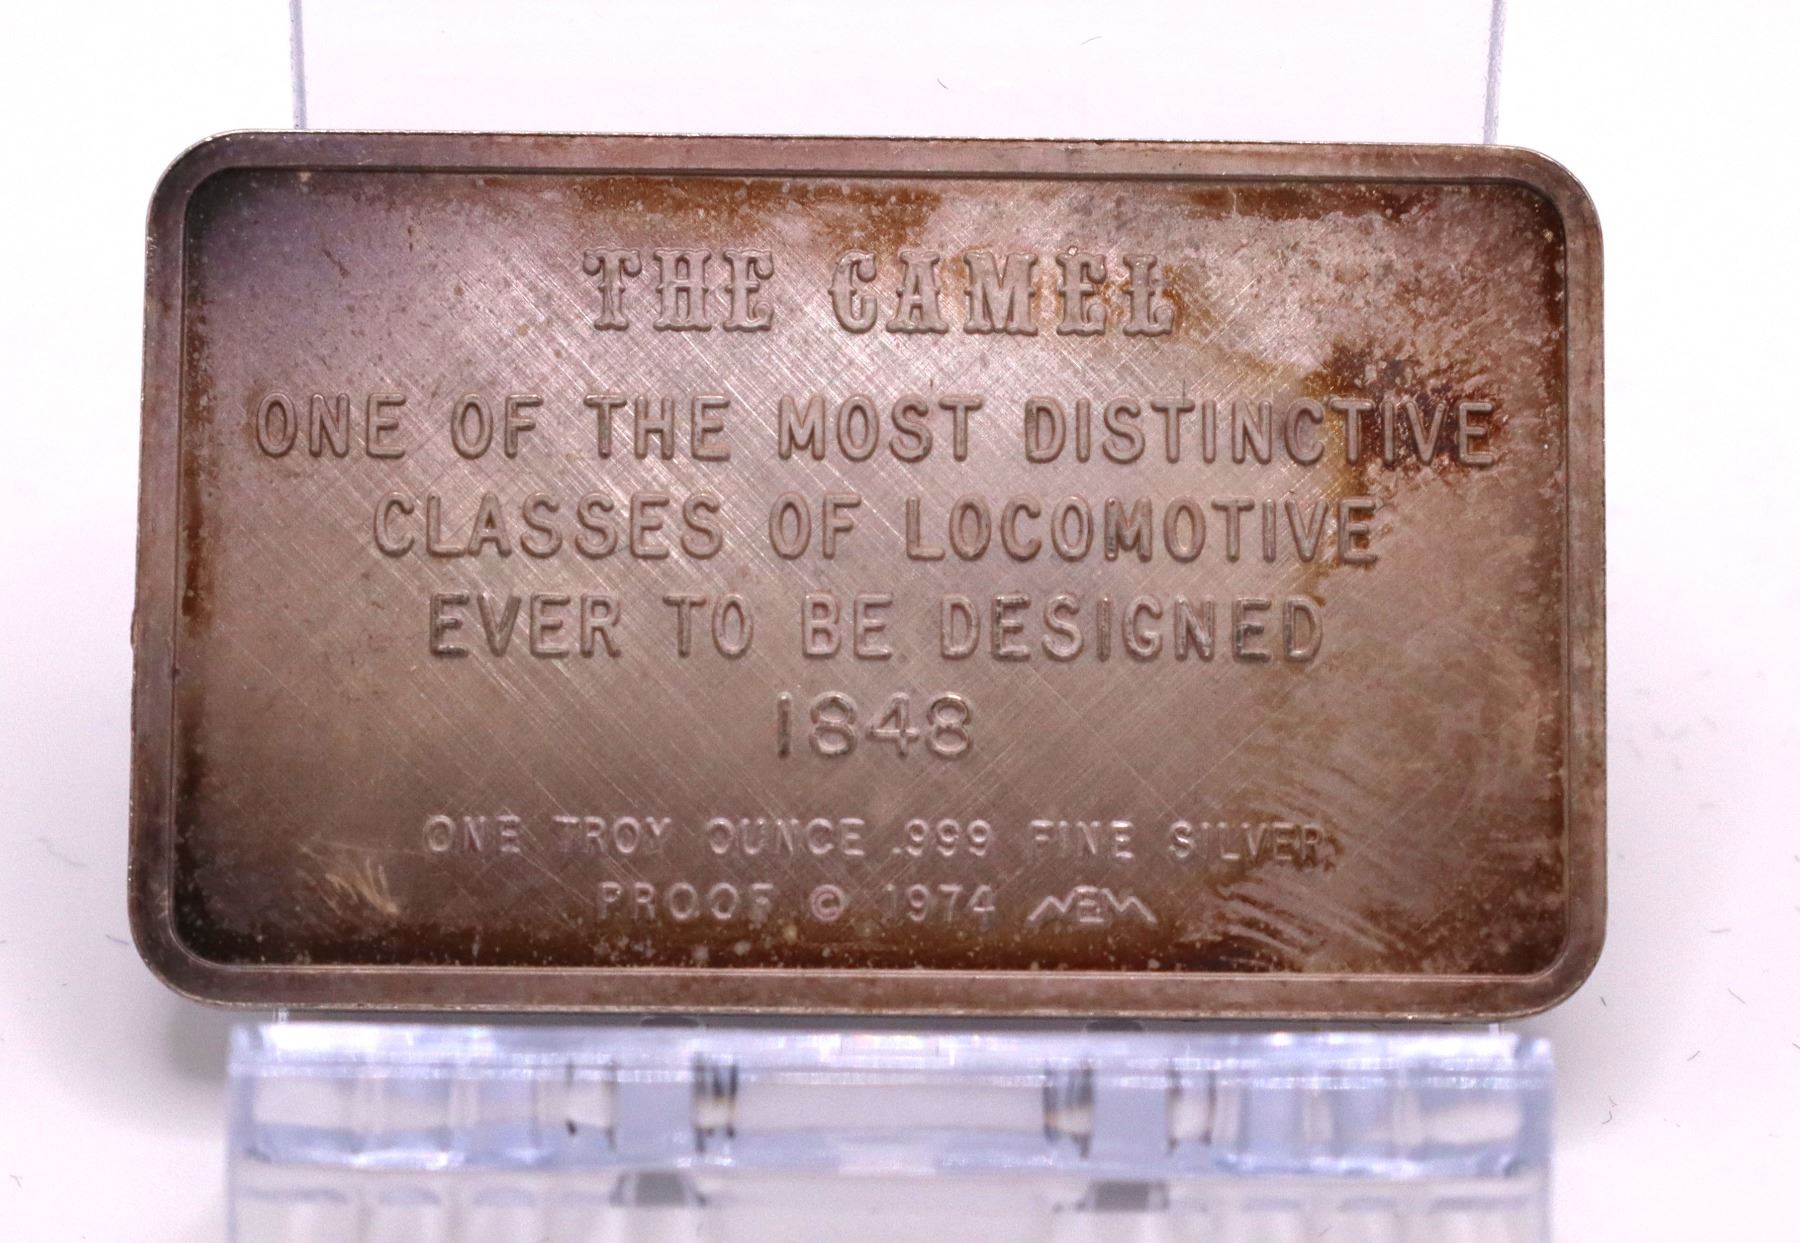 THE CAMEL
ONE OF THE MOST DISTINCTIVE
CLASSES OF LOCOMOTIVE
EVER TO BE DESIGNED
1848
ONE TROY OUNCE .999 FINE SILVER
PROOF © 1974